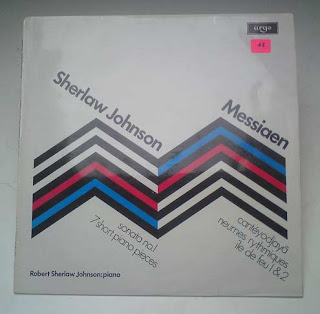 argo
Sherlaw Johnson
Messiaen
sonata no.1
7 short piano pieces
cantéyodjayâ
neumes rythmiques
île de feu 1 & 2
Robert Sherlaw Johnson: piano